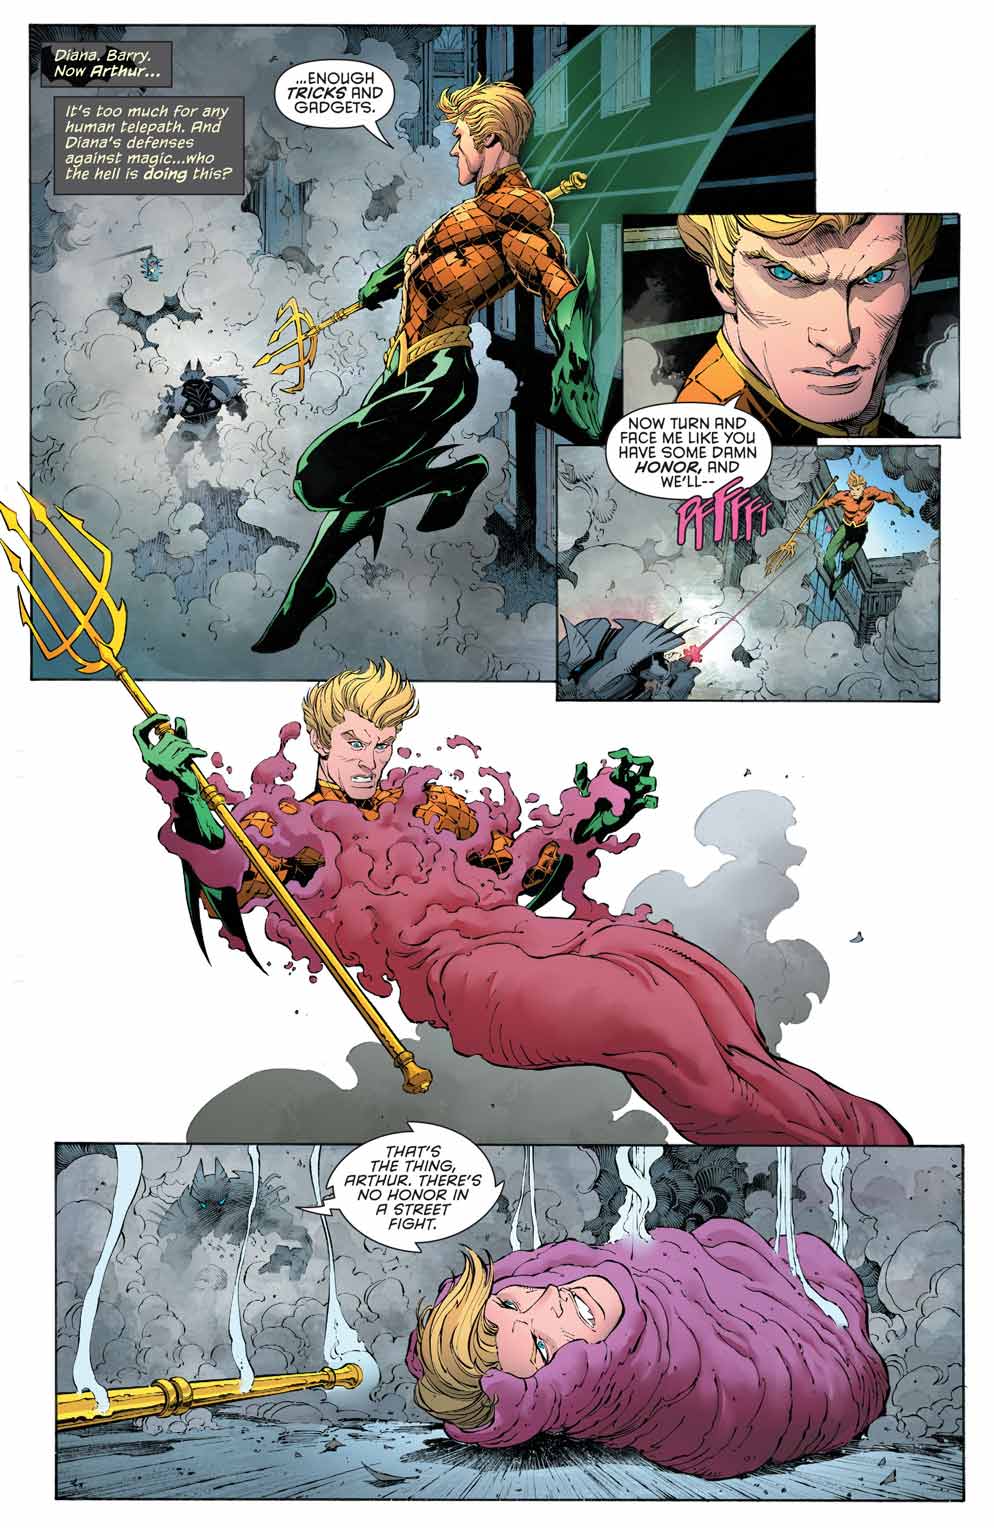 Diana. Barry.
Now Arthur...
It's too much for any
human telepath. And
Diana's defenses
against magic...who
the hell is doing this?
...ENOUGH
TRICKS AND
GADGETS.
NOW TURN AND
FACE ME LIKE YOU
HAVE SOME DAMN
HONOR, AND
WE'LL--
PFFFFFT
THAT'S
THE THING,
ARTHUR. THERE'S
NO HONOR IN
A STREET
FIGHT.